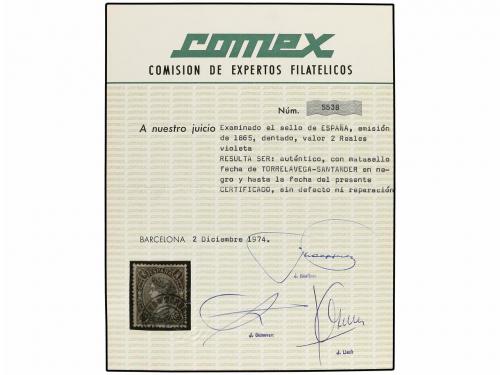 comex
COMISION DE EXPERTOS FILATELICOS
Núm. 5538
A nuestro juicio Examinado el sello de ESPAÑA, emisión
de 1865, dentado, valor 2 Reales
violeta
RESULTA SER: auténtico, con matasello
fecha de TORRELAVEGA-SANTANDER en ne-
gro y hasta la fecha del presente
CERTIFICADO, sin defecto ni reparación
BARCELONA 2 Diciembre 1974.
J. Llach